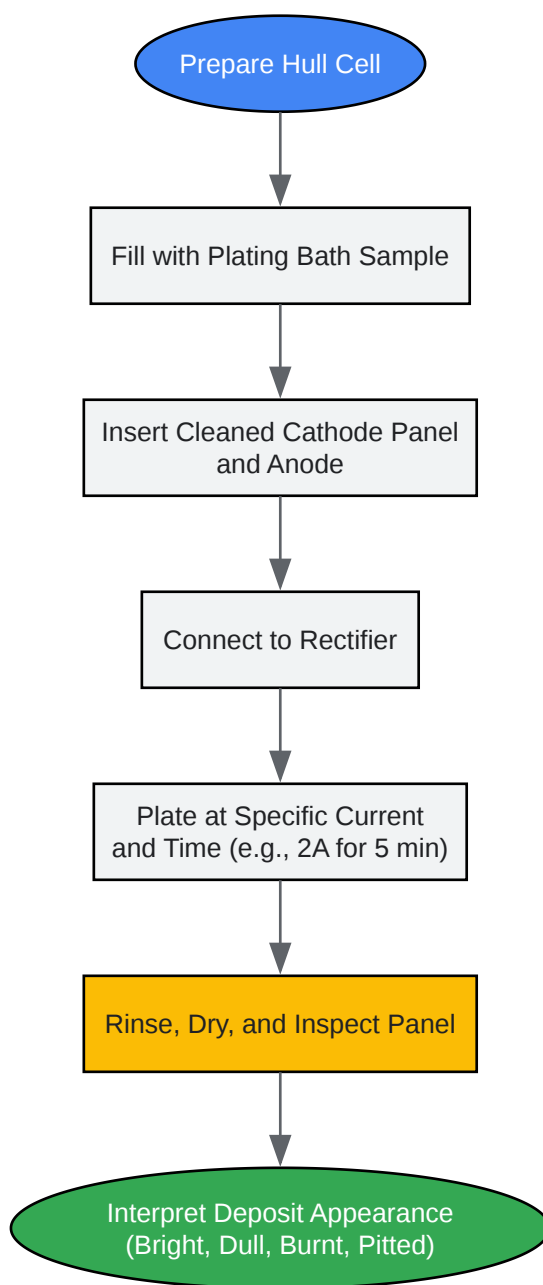 Prepare Hull Cell
Fill with Plating Bath Sample
Insert Cleaned Cathode Panel
and Anode
Connect to Rectifier
Plate at Specific Current
and Time (e.g., 2A for 5 min)
Rinse, Dry, and Inspect Panel
Interpret Deposit Appearance
(Bright, Dull, Burnt, Pitted)